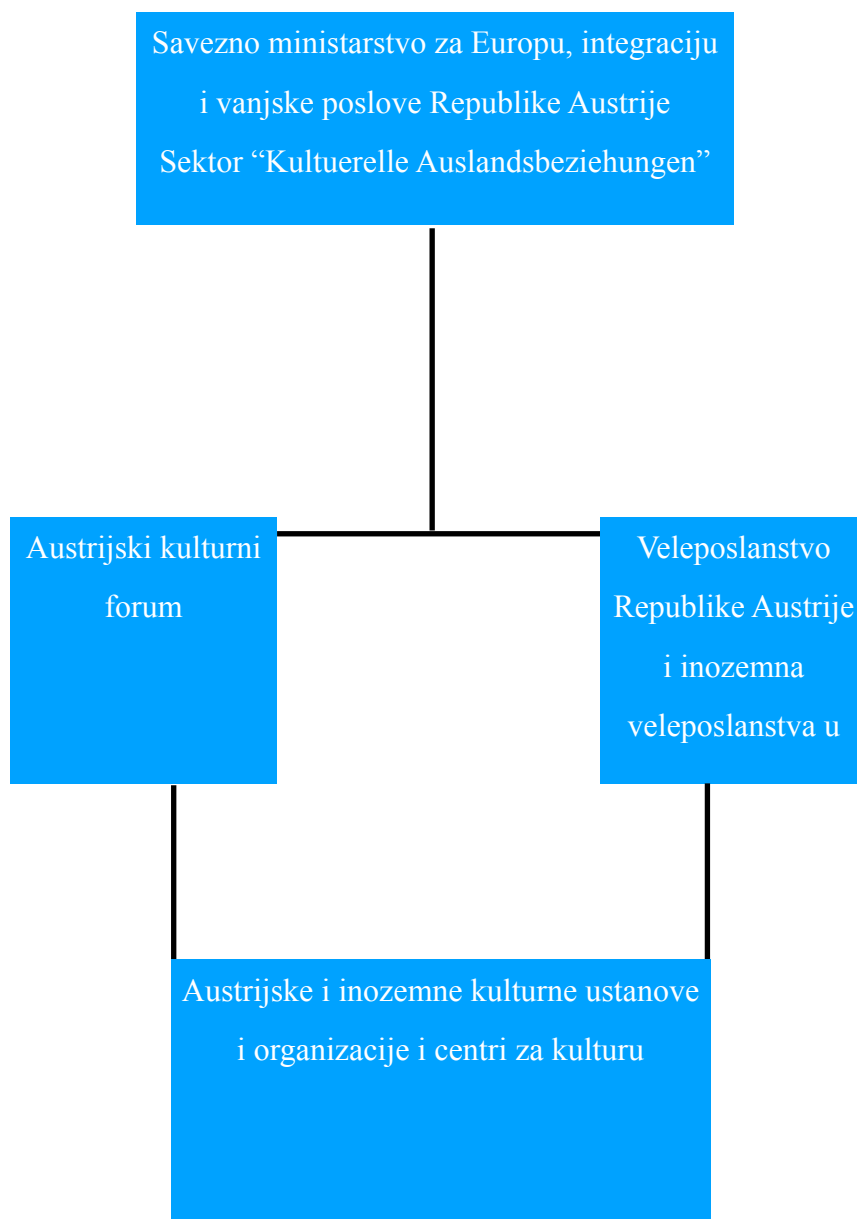 Savezno ministarstvo za Europu, integraciju
i vanjske poslove Republike Austrije
Sektor “Kultuerelle Auslandsbeziehungen”
Austrijski kulturni
forum
Veleposlanstvo
Republike Austrije
i inozemna
veleposlanstva u
Austrijske i inozemne kulturne ustanove
i organizacije i centri za kulturu